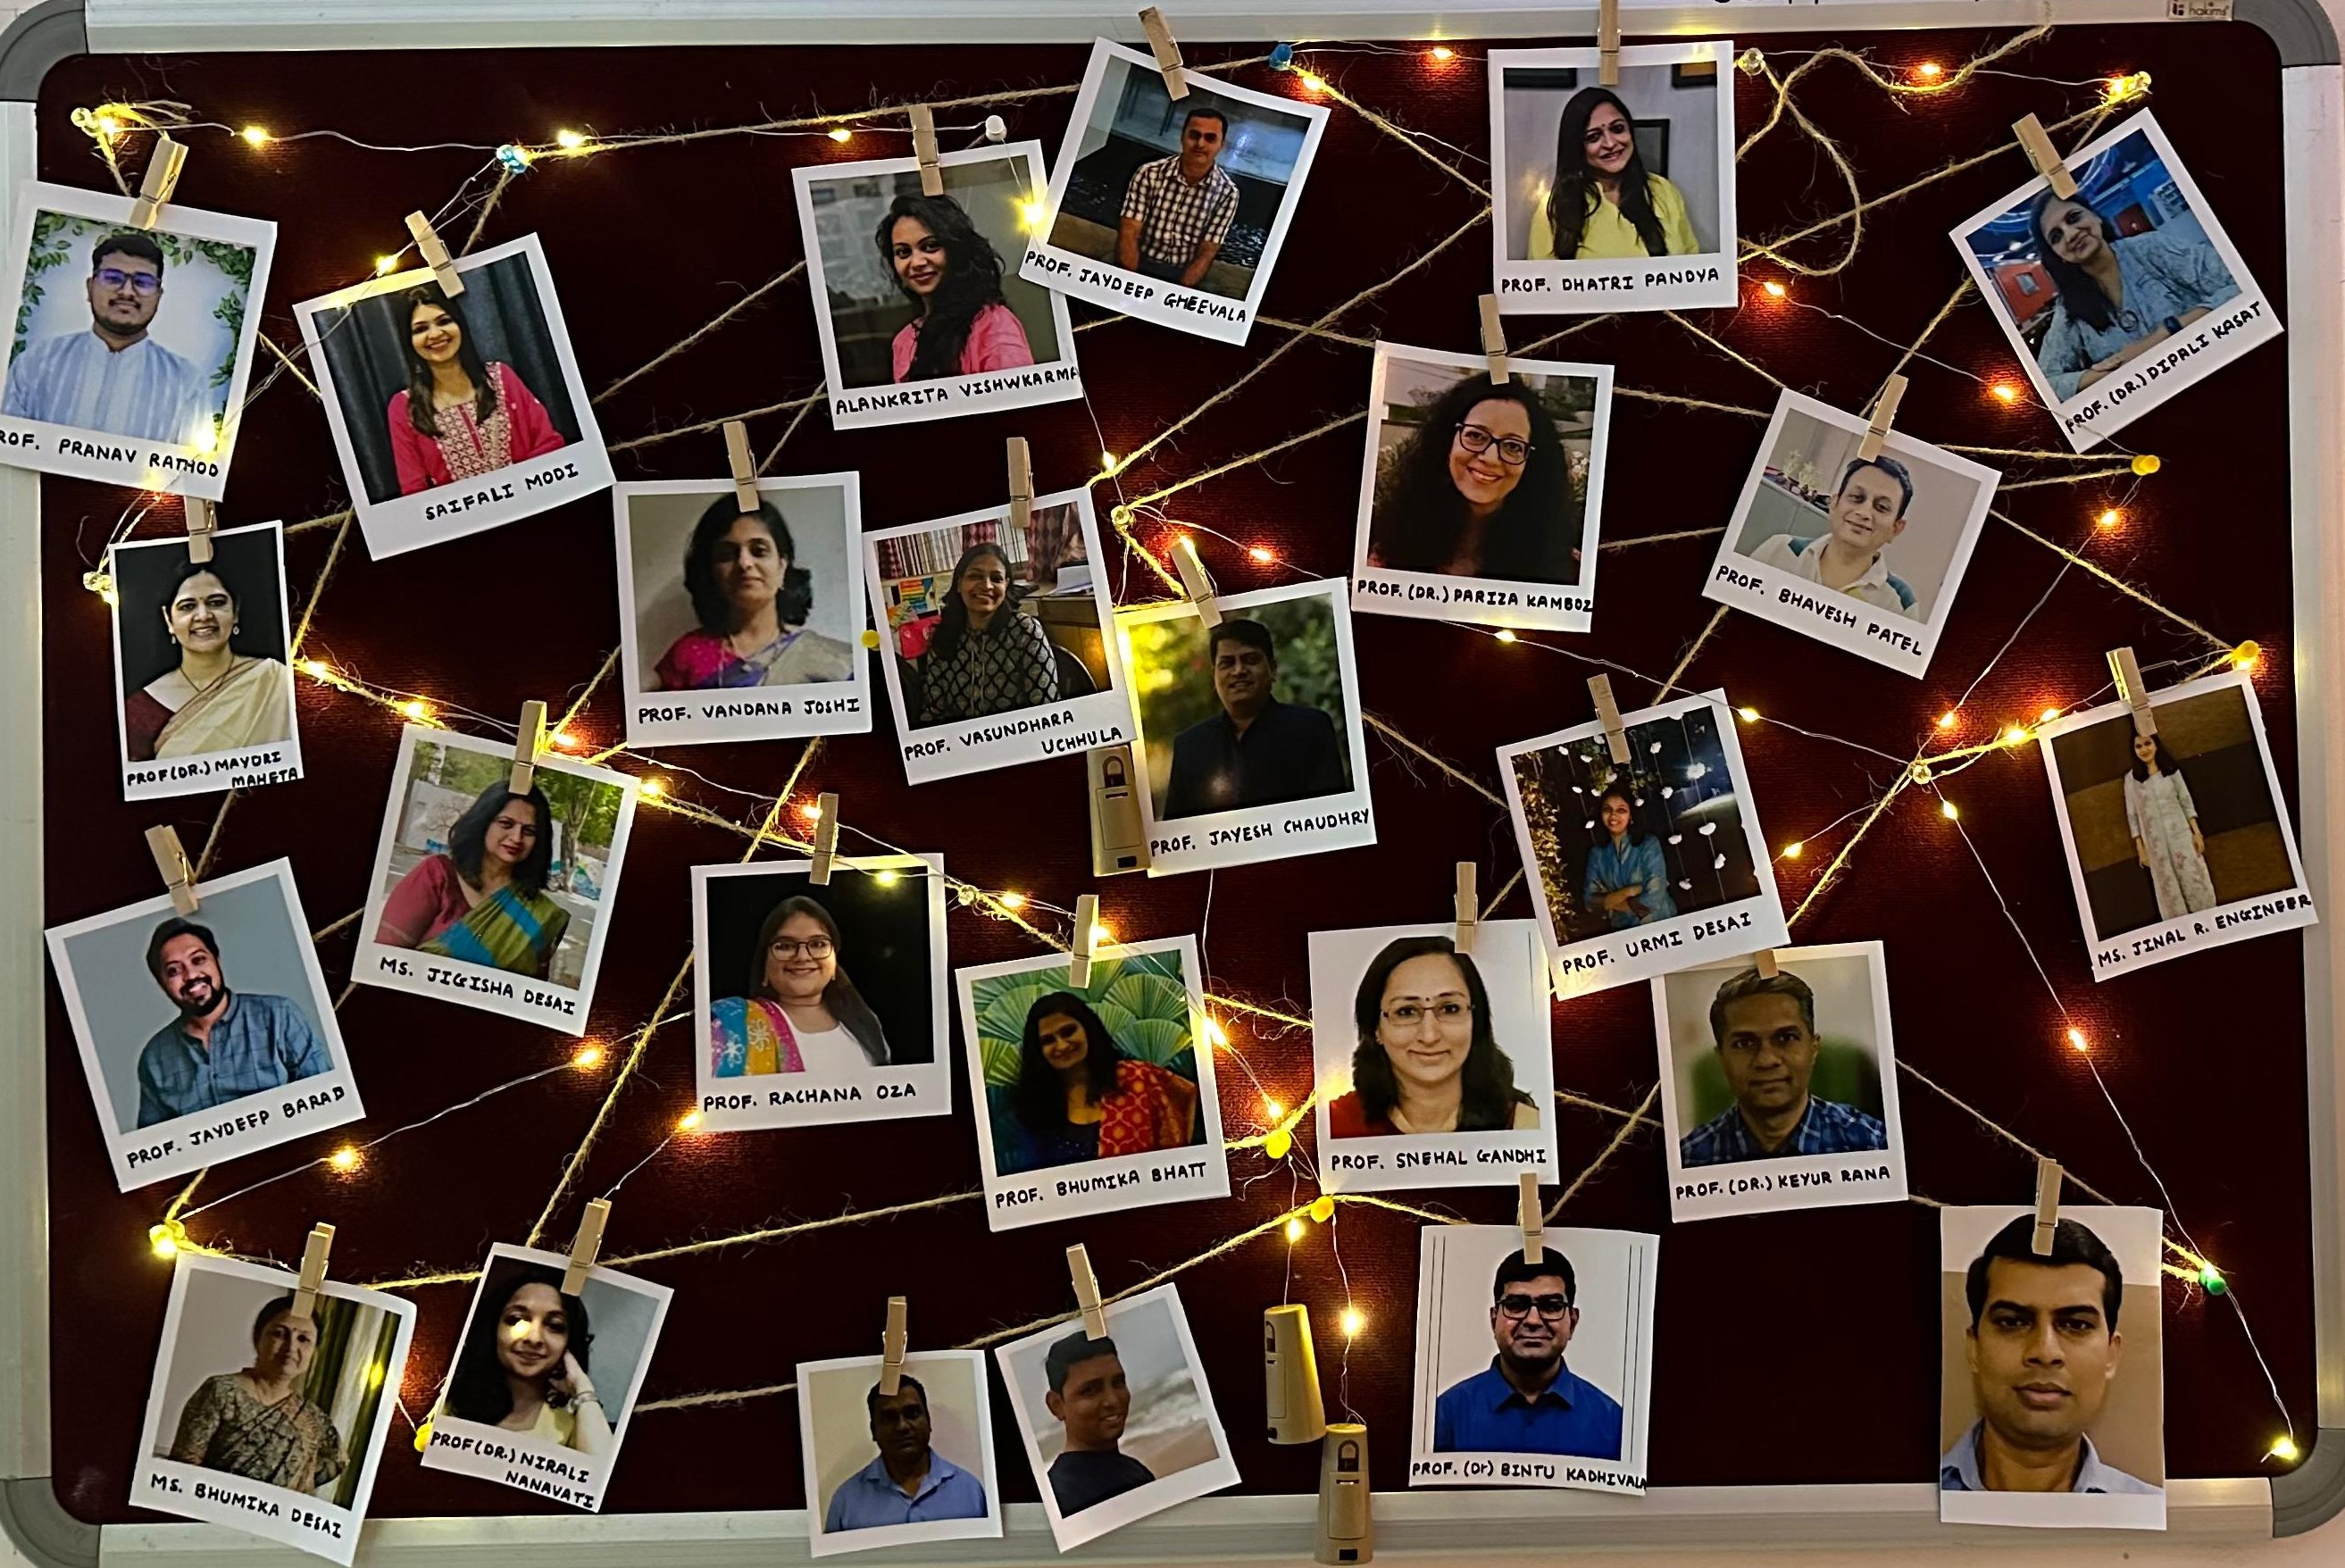 hakims
PROF. JAYDEEP GHEEVALA
PROF. DHATRI PANDYA
PROF. (DR.) DIPALI KASAT
ALANKRITA VISHWKARMA
ROF. PRANAV RATHOD
SAIFALI MODI
PROF. (DR.) PARIZA KAMBOZ
PROF. BHAVESH PATEL
PROF. VANDANA JOSHI
PROF. VASUNDHARA
UCHHULA
PROF(DR.) MAYURI
MAHETA
PROF. JAYESH CHAUDHRY
PROF. URMI DESAI
MS. JINAL R. ENGINEER
MS. JIGISHA DESAI
PROF. JAYDEEP BARAD
PROF. RACHANA OZA
PROF. BHUMIKA BHATT
PROF. SNEHAL GANDHI
PROF. (DR.) KEYUR RANA
MS. BHUMIKA DESAI
PROF(DR.) NIRALI
NANAVATI
PROF. (Dr) BINTU KADHIVALA